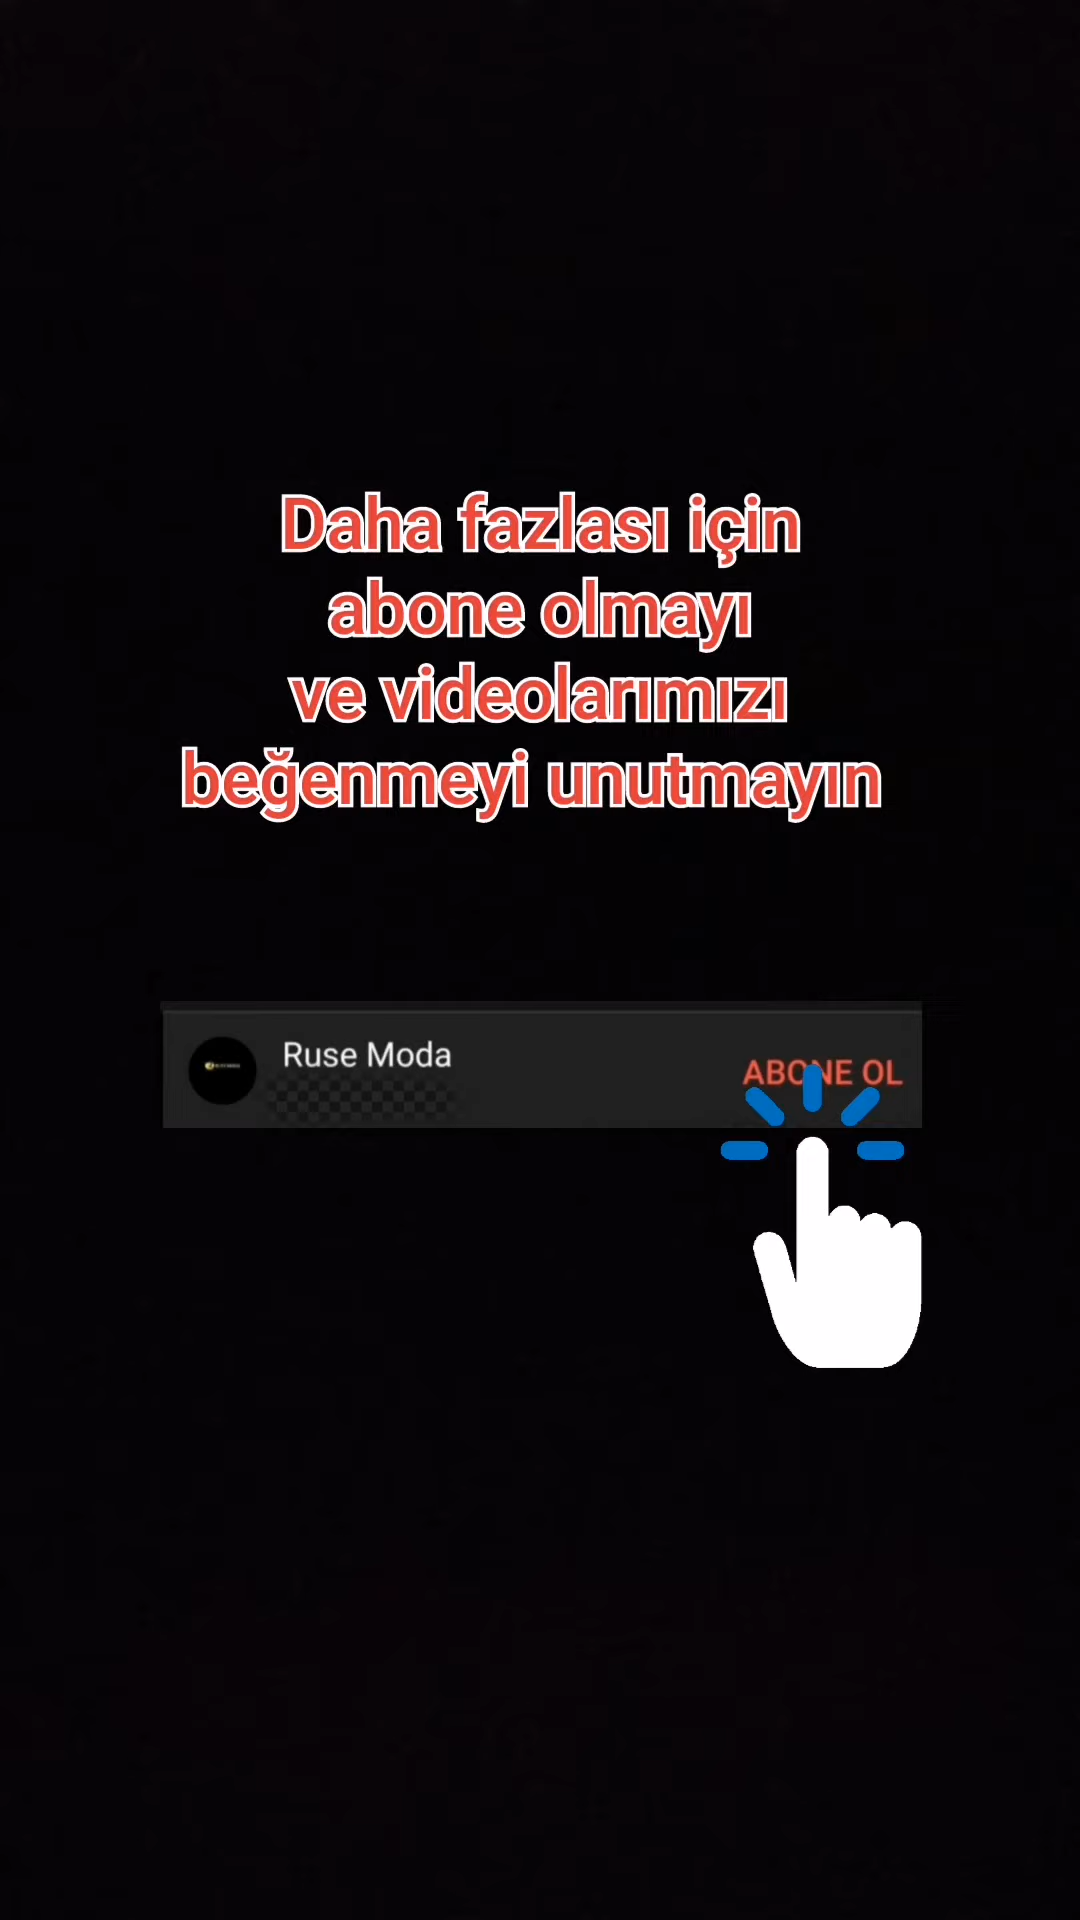 Daha fazlası için
abone olmayı
ve videolarımızı
beğenmeyi unutmayın
Ruse Moda
ABONE OL